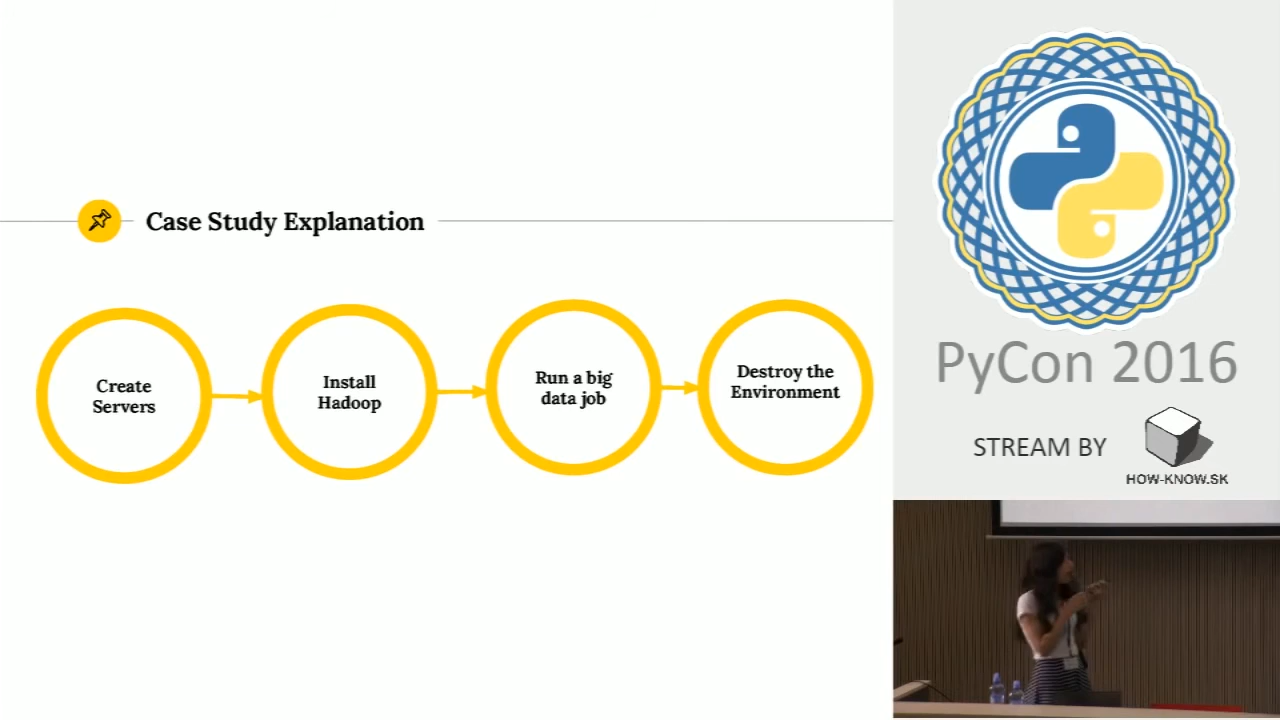 Case Study Explanation
Create
Servers
Install
Hadoop
Run a big
data job
Destroy the
Environment
PyCon 2016
STREAM BY
HOW-KNOW.SK